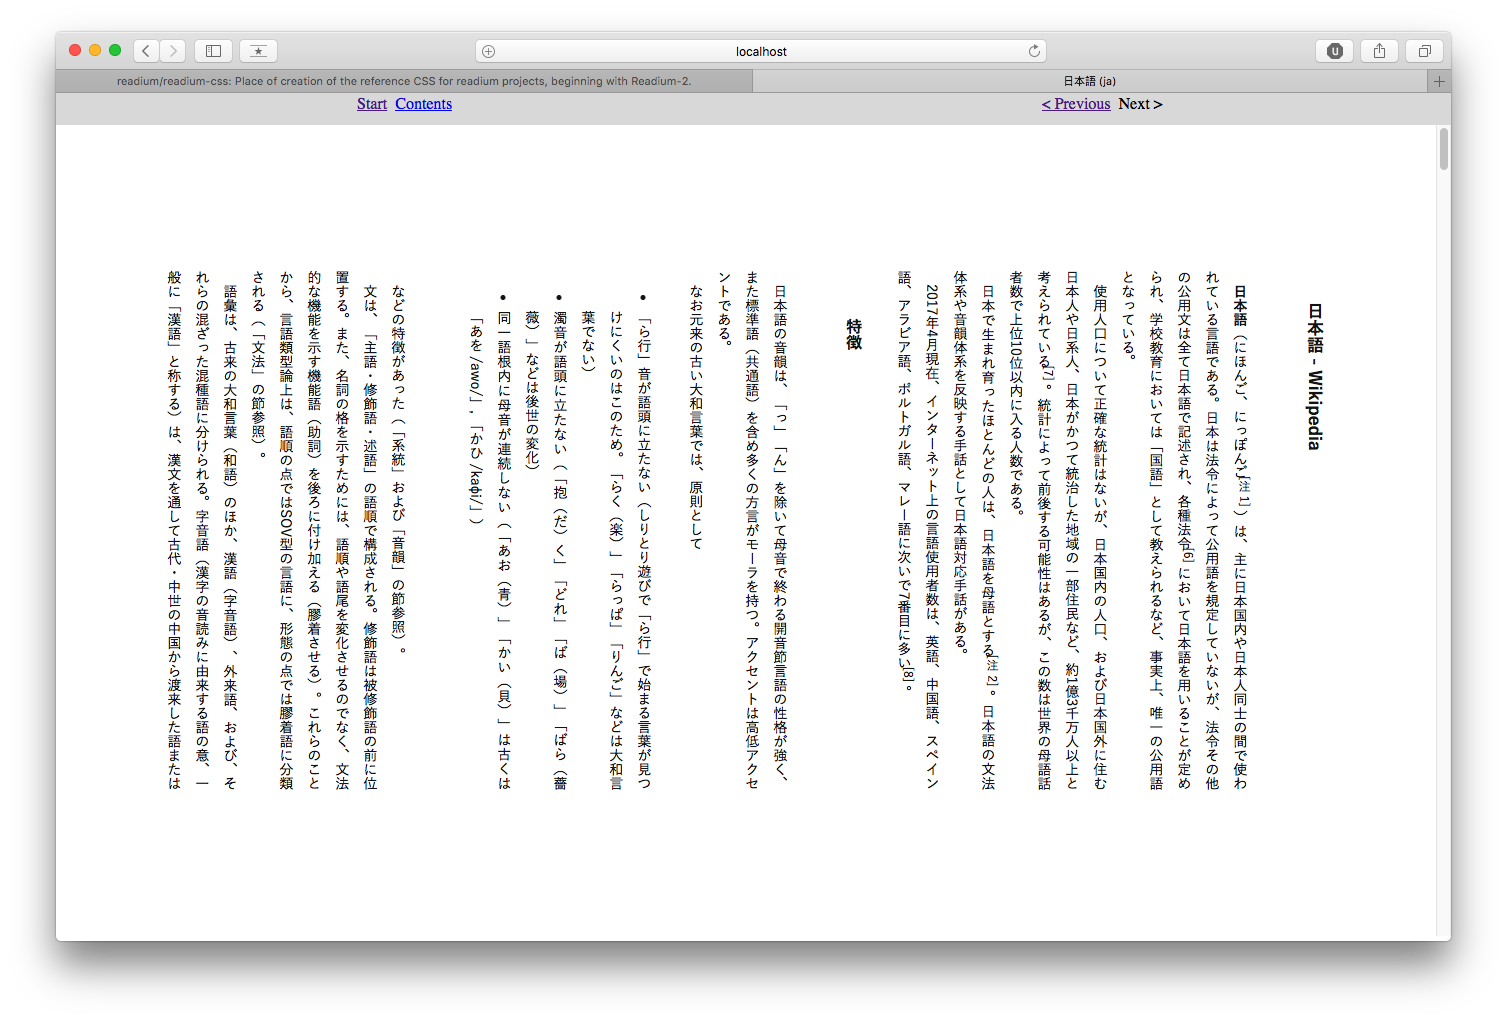 localhost
readium/readium-css: Place of creation of the reference CSS for readium projects, beginning with Readium-2.
日本語 (ja)
Start Contents
< Previous Next >
日本語 - Wikipedia
日本語（にほんご、にっぽんご[注 1]）は、主に日本国内や日本人同士の間で使わ
れている言語である。日本は法令によって公用語を規定していないが、法令その他
の公用文は全て日本語で記述され、各種法令[6]において日本語を用いることが定め
られ、学校教育においては「国語」として教えられるなど、事実上、唯一の公用語
となっている。
使用人口について正確な統計はないが、日本国内の人口、および日本国外に住む
日本人や日系人、日本がかつて統治した地域の一部住民など、約1億3千万人以上と
考えられている[7]。統計によって前後する可能性はあるが、この数は世界の母語話
者数で上位10位以内に入る人数である。
日本で生まれ育ったほとんどの人は、日本語を母語とする[注 2]。日本語の文法
体系や音韻体系を反映する手話として日本語対応手話がある。
2017年4月現在、インターネット上の言語使用者数は、英語、中国語、スペイン
語、アラビア語、ポルトガル語、マレー語に次いで7番目に多い[8]。
特徴
日本語の音韻は、「っ」「ん」を除いて母音で終わる開音節言語の性格が強く、
また標準語（共通語）を含め多くの方言がモーラを持つ。アクセントは高低アクセ
ントである。
なお元来の古い大和言葉では、原則として
• 「ら行」音が語頭に立たない（しりとり遊びで「ら行」で始まる言葉が見つ
けにくいのはこのため。「らく（楽）」「らっぱ」「りんご」などは大和言
葉でない）
• 濁音が語頭に立たない（「抱（だ）く」「どれ」「ば（場）」「ばら（薔
薇）」などは後世の変化）
• 同一語根内に母音が連続しない（「あお（青）」「かい（貝）」は古くは
「あを /awo/」, 「かひ /kaɸi/」）
などの特徴があった（「系統」および「音韻」の節参照）。
文は、「主語・修飾語・述語」の語順で構成される。修飾語は被修飾語の前に位
置する。また、名詞の格を示すためには、語順や語尾を変化させるのでなく、文法
的な機能を示す機能語（助詞）を後ろに付け加える（膠着させる）。これらのこと
から、言語類型論上は、語順の点ではSOV型の言語に、形態の点では膠着語に分類
される（「文法」の節参照）。
語彙は、古来の大和言葉（和語）のほか、漢語（字音語）、外来語、および、そ
れらの混ざった混種語に分けられる。字音語（漢字の音読みに由来する語の意、一
般に「漢語」と称する）は、漢文を通して古代・中世の中国から渡来した語または